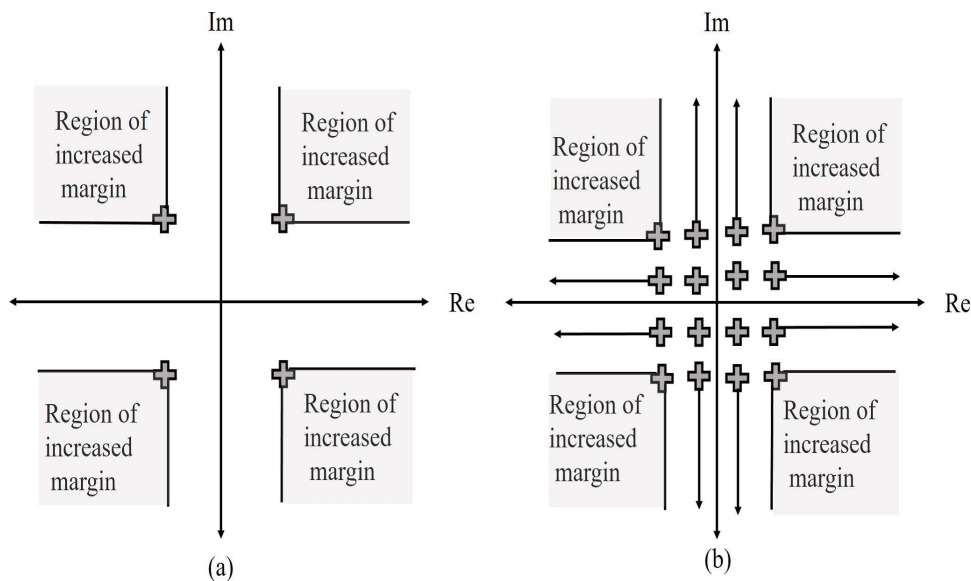 Im
Region of
increased
margin
Region of
increased
margin
Re
Region of
increased
margin
Region of
increased
margin
(a)
Im
Region of
increased
margin
Region of
increased
margin
Re
Region of
increased
margin
Region of
increased
margin
(b)